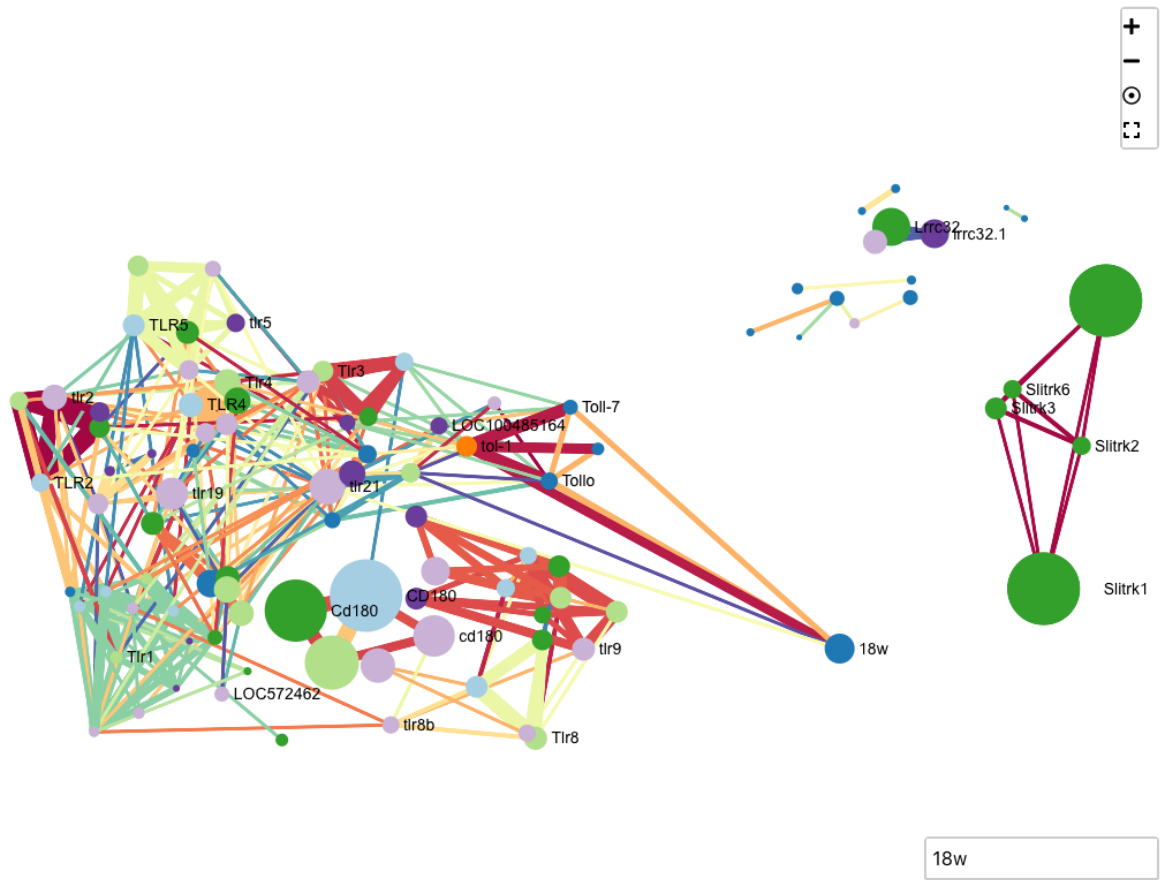 Lrrc32
lrrc32.1
TLR5
tlr5
Tlr3
Tlr4
tlr2
TLR4
Toll-7
LOC100485164
tol-1
Slitrk6
Slitrk3
Slitrk2
TLR2
tlr19
tlr21
Tollo
CD180
Cd180
cd180
tlr9
18w
Slitrk1
Tlr1
LOC572462
tlr8b
Tlr8
18w